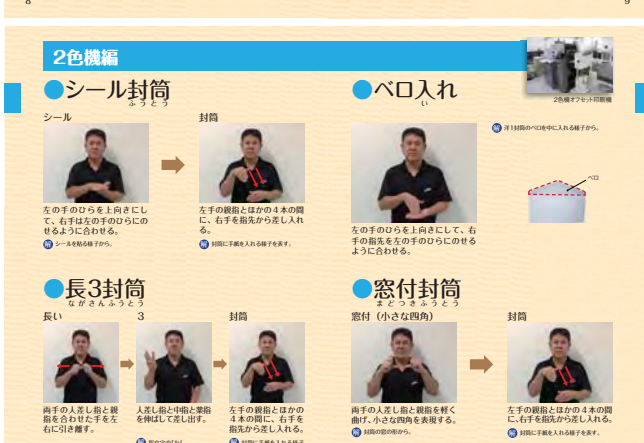 8
9
2色機編
2色機オフセット印刷機
●シール封筒
ふうとう
シール
封筒
左の手のひらを上向きにし
て、右手は左の手のひらにの
せるように合わせる。
解 シールを貼る様子から。
左手の親指とほかの4本の間
に、右手を指先から差し入れ
る。
解 封筒に手紙を入れる様子を表す。
●ベロ入れ
い
解 洋1封筒のベロを中に入れる様子から。
ベロ
左の手のひらを上向きにして、右
手の指先を左の手のひらにのせる
ように合わせる。
●長3封筒
ながさんふうとう
長い
3
封筒
両手の人差し指と親
指を合わせた手を左
右に引き離す。
人差し指と中指と薬指
を伸ばして差し出す。
左手の親指とほかの
4本の間に、右手を
指先から差し入れる。
解 封筒に手紙を入れる様子
●窓付封筒
まどつきふうとう
窓付（小さな四角）
封筒
両手の人差し指と親指を軽く
曲げ、小さな四角を表現する。
解 封筒の窓の形から。
左手の親指とほかの4本の間
に、右手を指先から差し入れる。
解 封筒に手紙を入れる様子を表す。